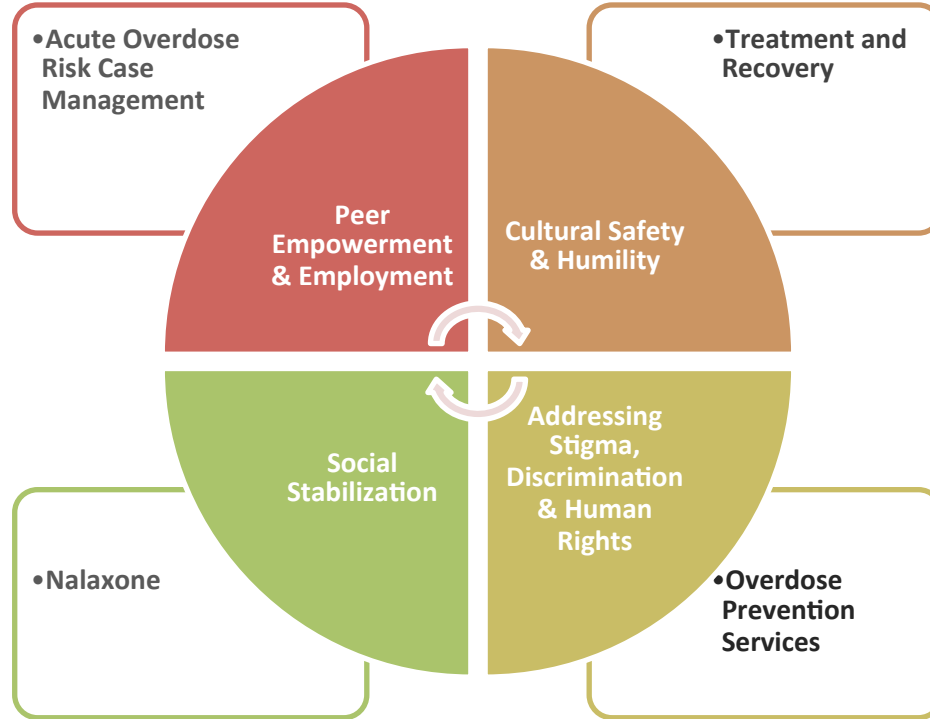 •Acute Overdose
Risk Case
Management
•Treatment and
Recovery
Peer
Empowerment
& Employment
Cultural Safety
& Humility
Social
Stabilization
Addressing
Stigma,
Discrimination
& Human
Rights
•Nalaxone
•Overdose
Prevention
Services